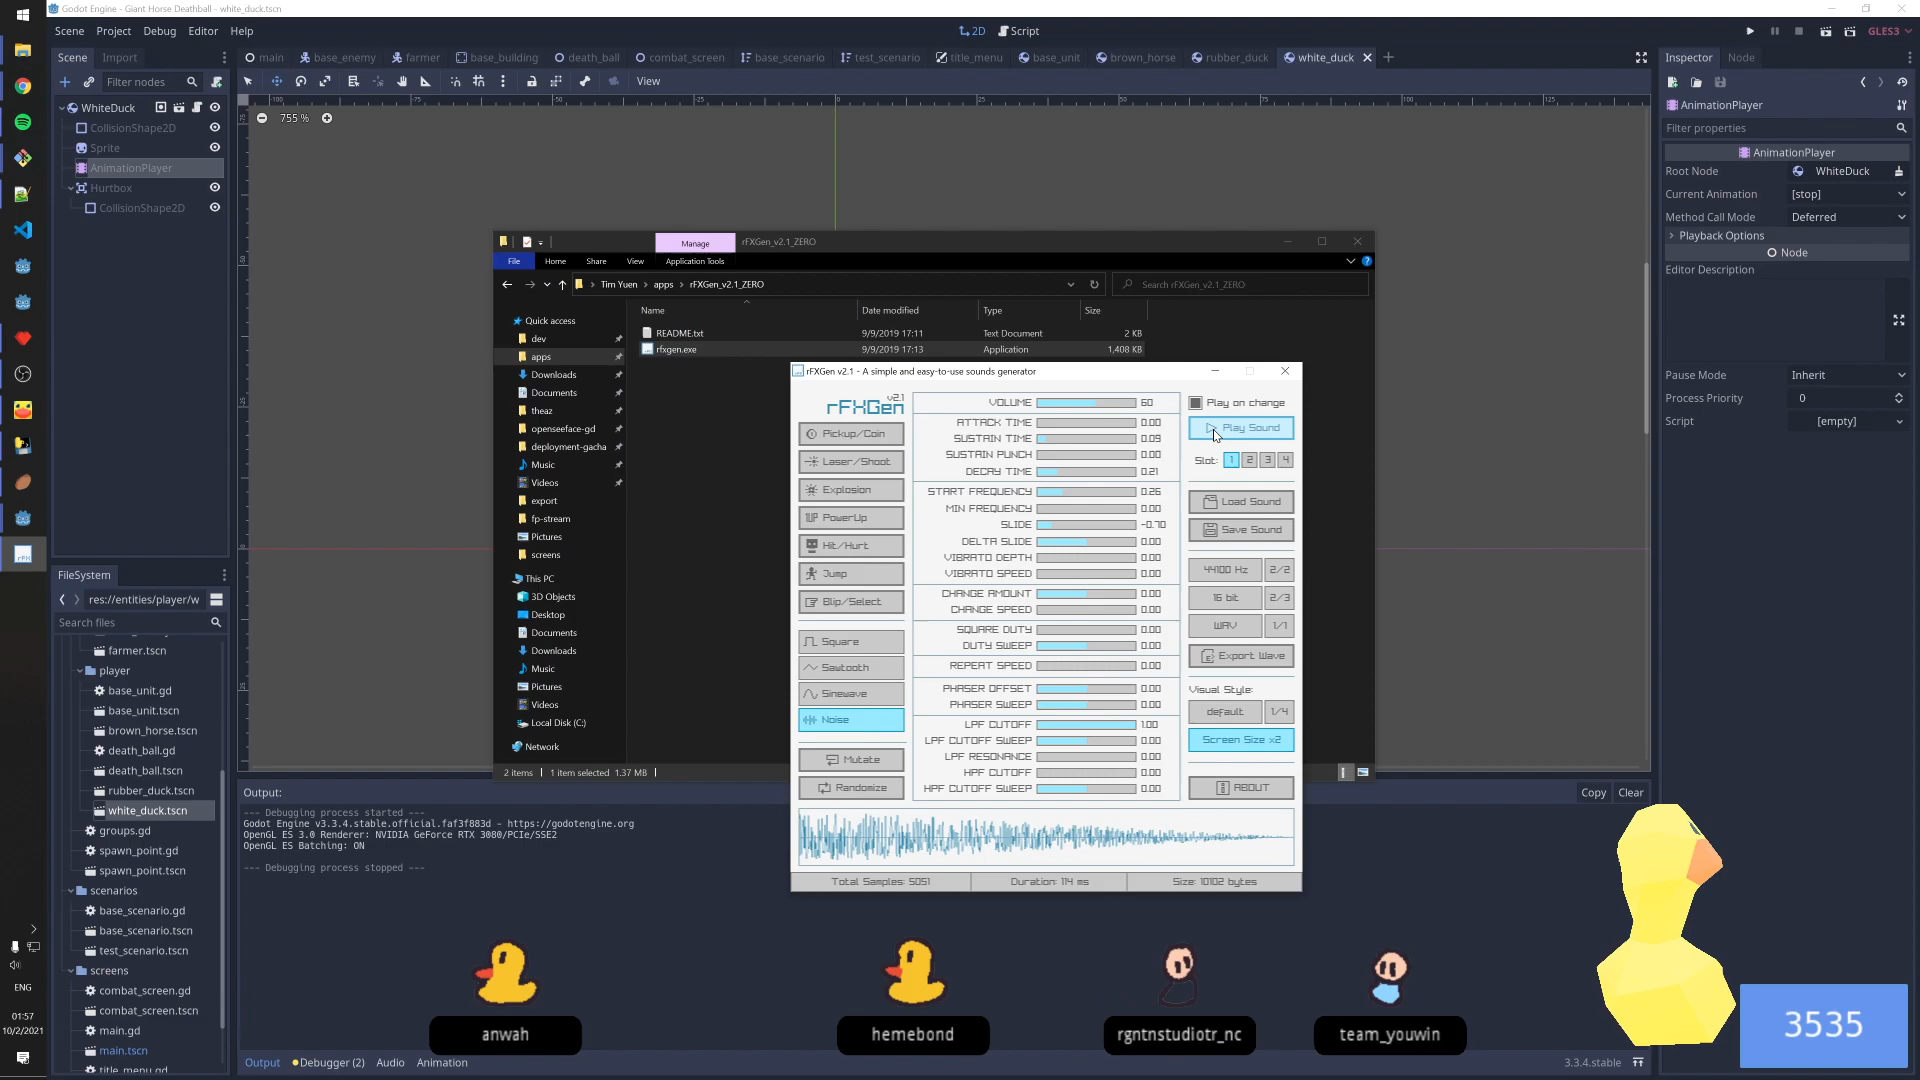 Godot Engine - Giant Horse Deathball - white_duck.tscn
Scene Project Debug Editor Help
2D Script
GLES3
Scene Import
main base_enemy farmer base_building death_ball combat_screen base_scenario test_scenario title_menu base_unit brown_horse rubber_duck white_duck
Inspector Node
Filter nodes
View
WhiteDuck
CollisionShape2D
Sprite
AnimationPlayer
Hurtbox
CollisionShape2D
755 %
AnimationPlayer
Filter properties
AnimationPlayer
Root Node WhiteDuck
Current Animation [stop]
Method Call Mode Deferred
Playback Options
Node
Editor Description
Pause Mode Inherit
Process Priority 0
Script [empty]
Manage rFXGen_v2.1_ZERO
File Home Share View Application Tools
Tim Yuen apps rFXGen_v2.1_ZERO
Search rFXGen_v2.1_ZERO
Name Date modified Type Size
README.txt 9/9/2019 17:11 Text Document 2 KB
rfxgen.exe 9/9/2019 17:13 Application 1,408 KB
Quick access
dev
apps
Downloads
Documents
theaz
openseeface-gd
deployment-gacha
Music
Videos
export
fp-stream
Pictures
screens
This PC
3D Objects
Desktop
Documents
Downloads
Music
Pictures
Videos
Local Disk (C:)
Network
2 items 1 item selected 1.37 MB
rFXGen v2.1 - A simple and easy-to-use sounds generator
v2.1
rFXGen
Pickup/Coin
Laser/Shoot
Explosion
PowerUp
Hit/Hurt
Jump
Blip/Select
Square
Sawtooth
Sinewave
Noise
Mutate
Randomize
VOLUME 60
ATTACK TIME 0.00
SUSTAIN TIME 0.09
SUSTAIN PUNCH 0.00
DECAY TIME 0.21
START FREQUENCY 0.26
MIN FREQUENCY 0.00
SLIDE -0.70
DELTA SLIDE 0.00
VIBRATO DEPTH 0.00
VIBRATO SPEED 0.00
CHANGE AMOUNT 0.00
CHANGE SPEED 0.00
SQUARE DUTY 0.00
DUTY SWEEP 0.00
REPEAT SPEED 0.00
PHASER OFFSET 0.00
PHASER SWEEP 0.00
LPF CUTOFF 1.00
LPF CUTOFF SWEEP 0.00
LPF RESONANCE 0.00
HPF CUTOFF 0.00
HPF CUTOFF SWEEP 0.00
Play on change
Play Sound
Slot: 1 2 3 4
Load Sound
Save Sound
44100 Hz 2/2
16 bit 2/3
WAV 1/1
Export Wave
Visual Style:
default 1/4
Screen Size x2
ABOUT
Total Samples: 5051 Duration: 114 ms Size: 10102 bytes
FileSystem
res://entities/player/w
Search files
farmer.tscn
player
base_unit.gd
base_unit.tscn
brown_horse.tscn
death_ball.gd
death_ball.tscn
rubber_duck.tscn
white_duck.tscn
groups.gd
spawn_point.gd
spawn_point.tscn
scenarios
base_scenario.gd
base_scenario.tscn
test_scenario.tscn
screens
combat_screen.gd
combat_screen.tscn
main.gd
main.tscn
title_menu.gd
Output:
Copy Clear
--- Debugging process started ---
Godot Engine v3.3.4.stable.official.faf3f883d - https://godotengine.org
OpenGL ES 3.0 Renderer: NVIDIA GeForce RTX 3080/PCIe/SSE2
OpenGL ES Batching: ON
--- Debugging process stopped ---
anwah
hemebond
rgntnstudiotr_nc
team_youwin
3535
Output Debugger (2) Audio Animation
3.3.4.stable
ENG
01:57
10/2/2021